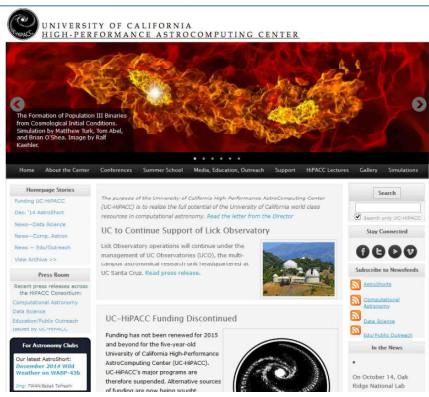 UNIVERSITY OF CALIFORNIA
HIGH-PERFORMANCE ASTROCOMPUTING CENTER
The Formation of Population III Binaries
from Cosmological Initial Conditions.
Simulation by Matthew Turk, Tom Abel,
and Brian O'Shea. Image by Ralf
Kaehler.
Home About the Center Conferences Summer School Media, Education, Outreach Support HiPACC Lectures Gallery Simulations
Homepage Stories
Funding UC-HiPACC
Dec. '14 AstroShort
News—Data Science
News—Comp. Astron
News — Edu/Outreach
View Archive >>
Press Room
Recent press releases across
the HiPACC Consortium:
Computational Astronomy
Data Science
Education/Public Outreach
Issued by UC-HiPACC
For Astronomy Clubs
Our latest AstroShort:
December 2014 Wild
Weather on WASP-43b
The purpose of the University of California High-Performance AstroComputing Center
(UC-HiPACC) is to realize the full potential of the University of California world class
resources in computational astronomy. Read the letter from the Director
UC to Continue Support of Lick Observatory
Lick Observatory operations will continue under the
management of UC Observatories (UCO), the multi-
campus astronomical research unit headquartered at
UC Santa Cruz. Read press release.
UC-HiPACC Funding Discontinued
Funding has not been renewed for 2015
and beyond for the five-year-old
University of California High-Performance
AstroComputing Center (UC-HiPACC).
UC-HiPACC's major programs are
therefore suspended. Alternative sources
of funding are now being sought.
Search
Search only UC-HiPACC
Stay Connected
Subscribe to Newsfeeds
AstroShorts
Computational
Astronomy
Data Science
Edu/Public Outreach
In the News
On October 14, Oak
Ridge National Lab